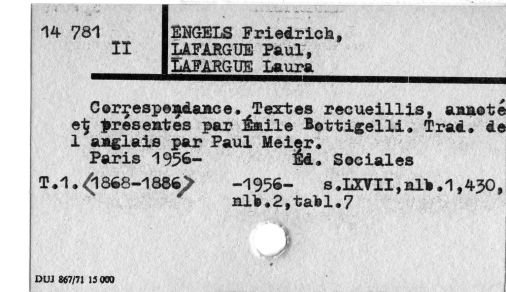 14 781
II
ENGELS Friedrich,
LAFARGUE Paul,
LAFARGUE Laura
Correspondance. Textes recueillis, annoté
et présentés par Émile Bottigelli. Trad. de
l anglais par Paul Meier.
Paris 1956- Éd. Sociales
T.1. <1868-1886> -1956- s.LXVII,nlb.1,430,
nlb.2,tabl.7
DUJ 867/71 15 000